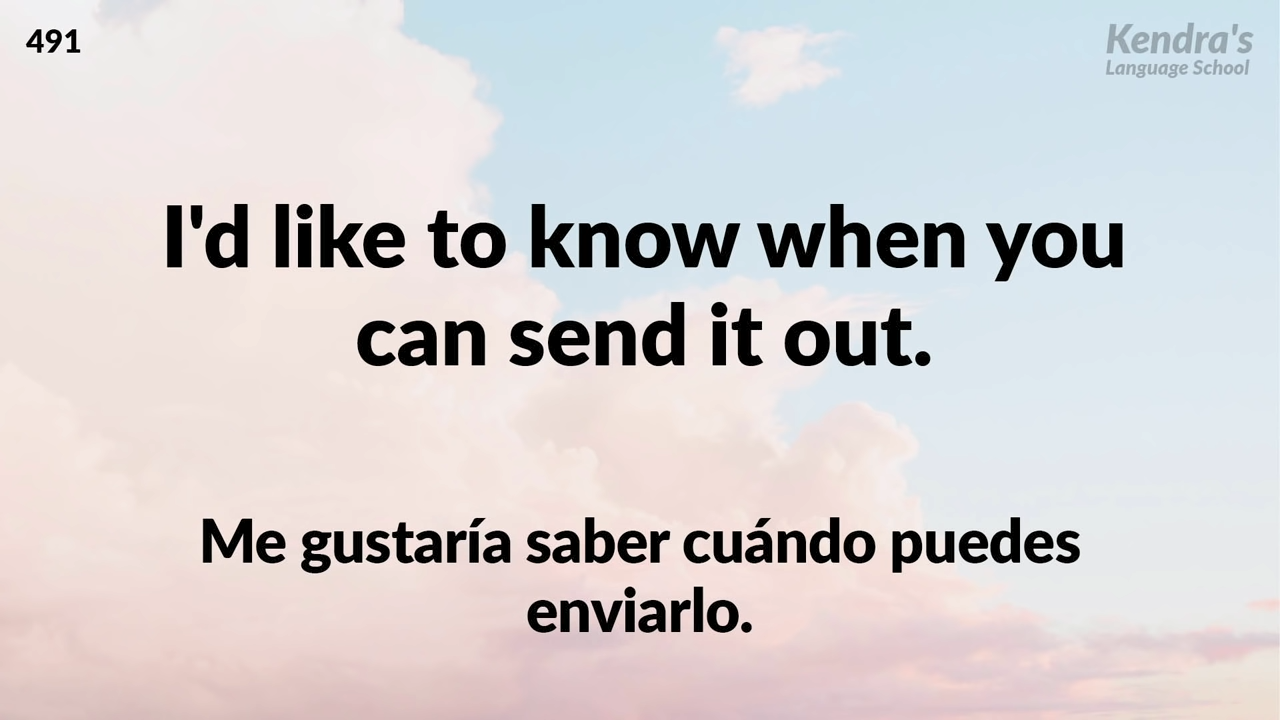 491
Kendra's
Language School
I'd like to know when you
can send it out.
Me gustaría saber cuándo puedes
enviarlo.